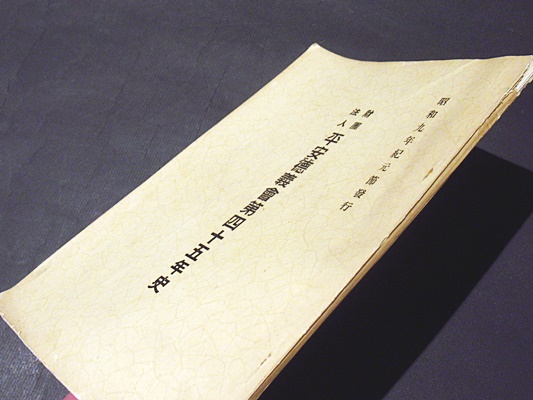 昭和九年紀元節發行
財團法人
平安德義會第四十五年史